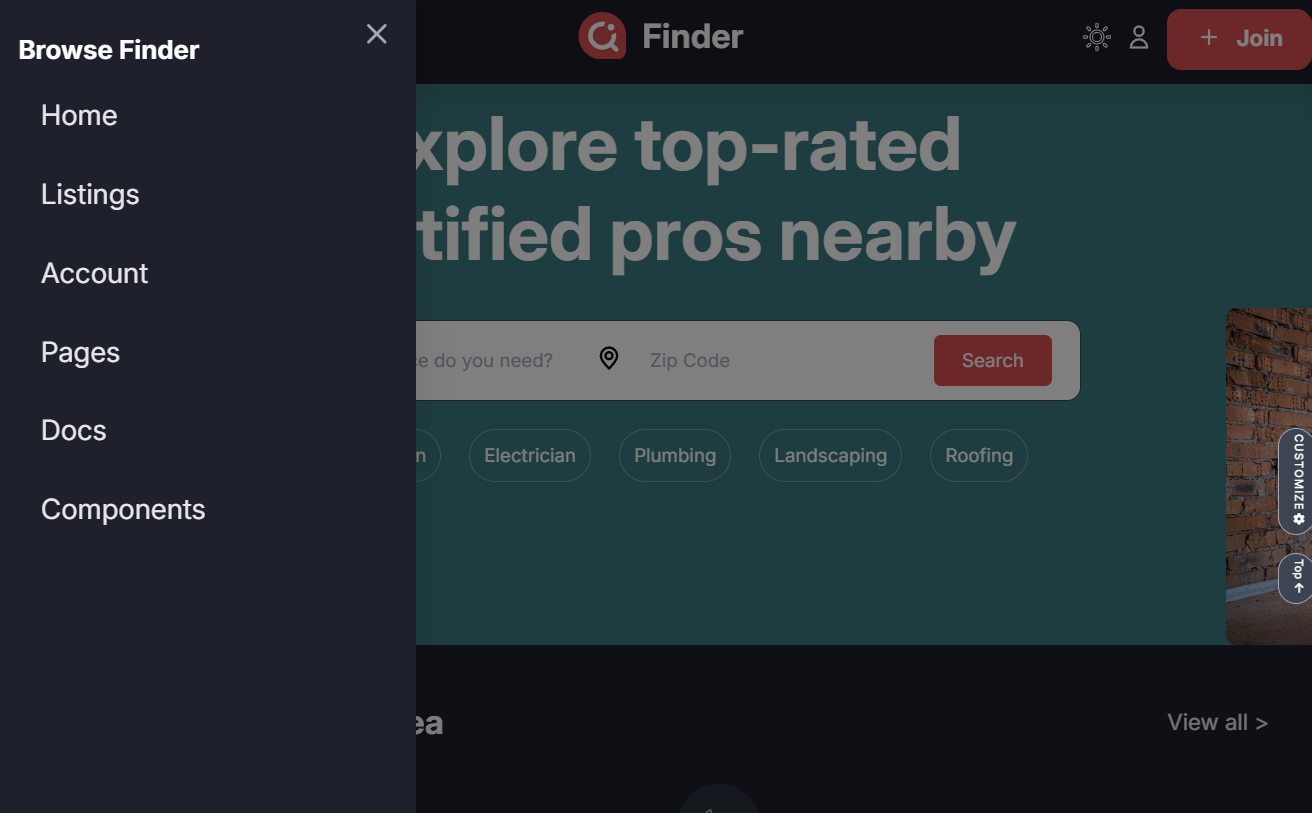 Browse Finder
Home
Listings
Account
Pages
Docs
Components
Finder
+ Join
xplore top-rated
tified pros nearby
do you need?
Zip Code
Search
Electrician
Plumbing
Landscaping
Roofing
CUSTOMIZE
Top
ea
View all >